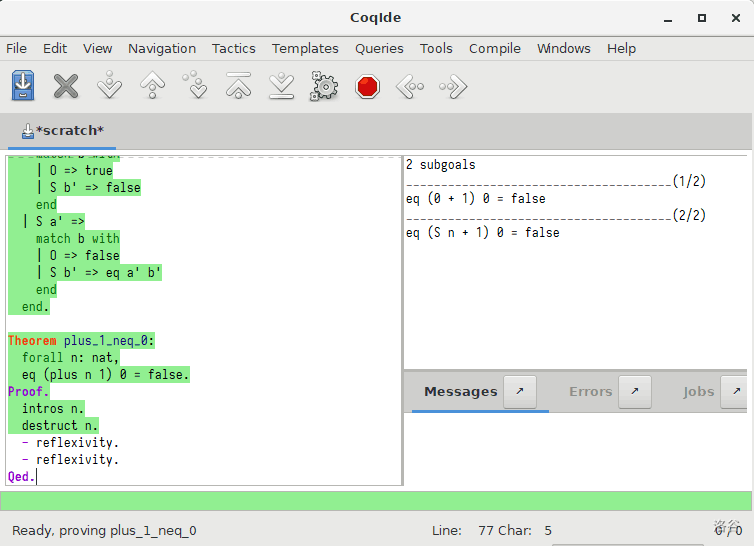 CoqIde
File Edit View Navigation Tactics Templates Queries Tools Compile Windows Help
*scratch*
match b with
| O => true
| S b' => false
end
| S a' =>
match b with
| O => false
| S b' => eq a' b'
end
end.
Theorem plus_1_neq_0:
forall n: nat,
eq (plus n 1) 0 = false.
Proof.
intros n.
destruct n.
- reflexivity.
- reflexivity.
Qed.
2 subgoals
______________________________________(1/2)
eq (0 + 1) 0 = false
______________________________________(2/2)
eq (S n + 1) 0 = false
Messages ↗ Errors ↗ Jobs ↗
Ready, proving plus_1_neq_0
Line: 77 Char: 5
0 / 0
洛谷